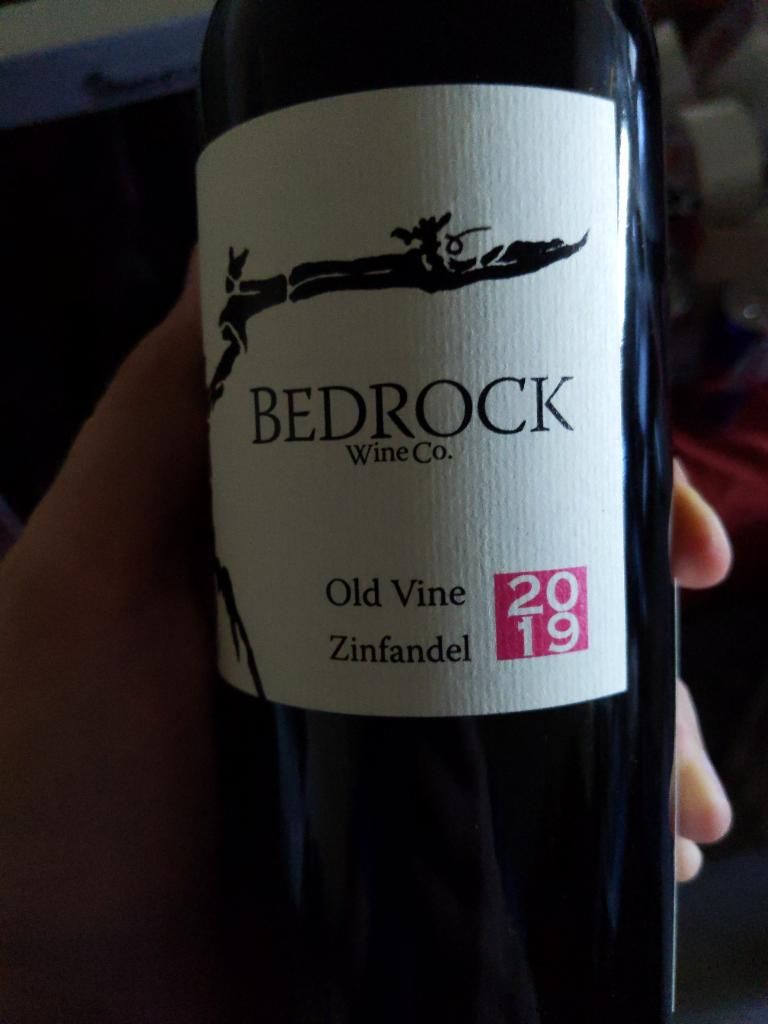 BEDROCK
Wine Co.
Old Vine
Zinfandel
20
19